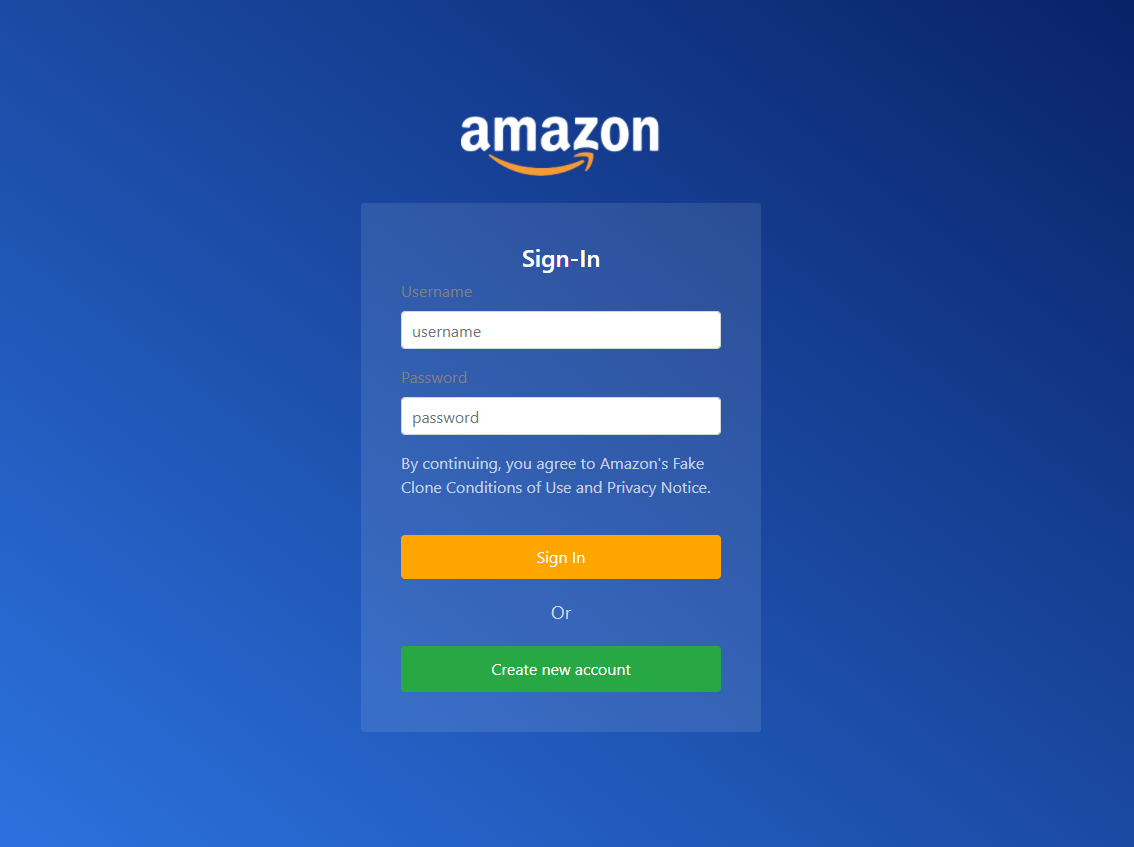 amazon
Sign-In
Username
username
Password
password
By continuing, you agree to Amazon's Fake
Clone Conditions of Use and Privacy Notice.
Sign In
Or
Create new account